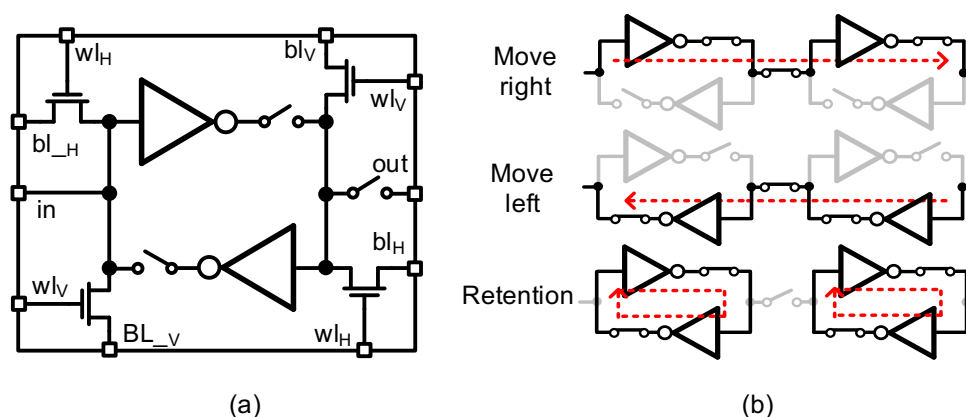 wl_H
bl_V
wl_V
bl__H
out
in
bl_H
wl_V
BL__V
wl_H
(a)
Move right
Move left
Retention
(b)